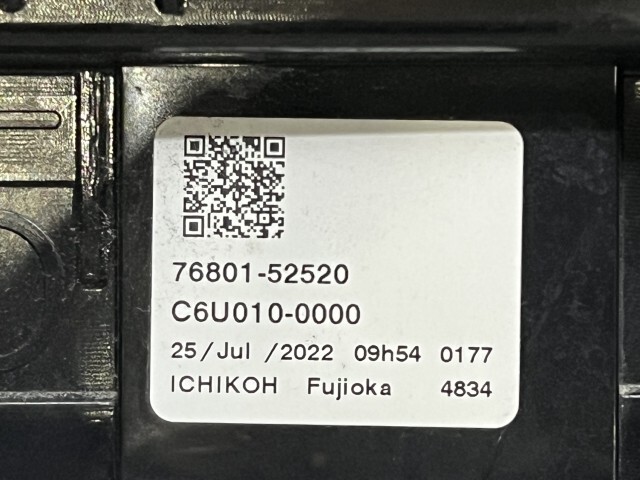 76801-52520
C6U010-0000
25/Jul /2022 09h54 0177
ICHIKOH Fujioka 4834